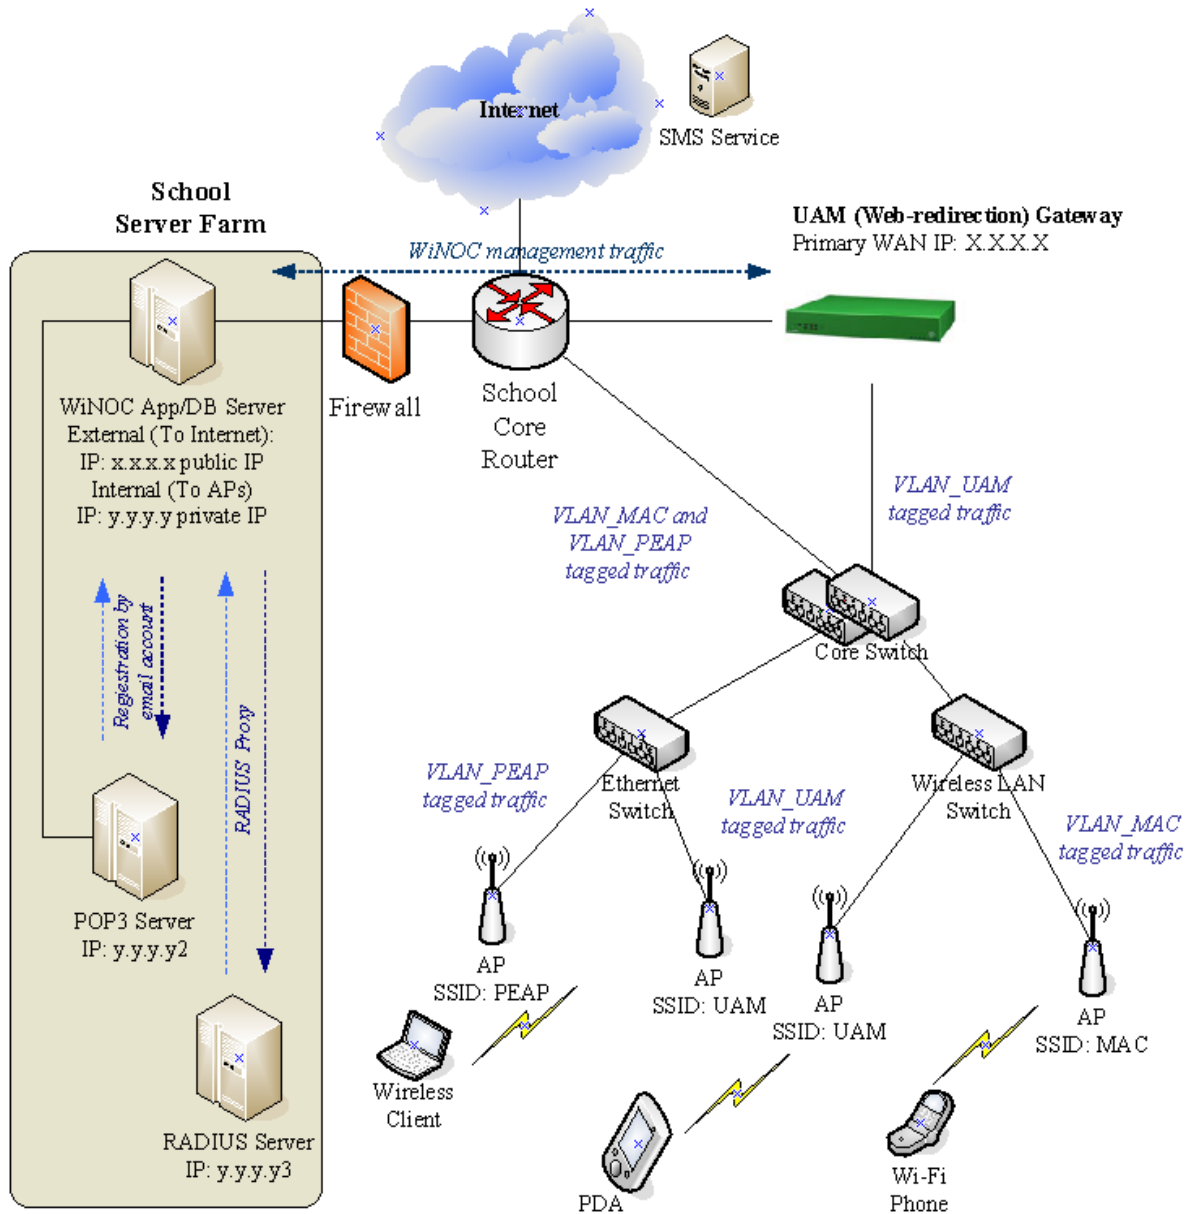 Internet
SMS Service
School
Server Farm
UAM (Web-redirection) Gateway
Primary WAN IP: X.X.X.X
WiNOC management traffic
WiNOC App/DB Server
External (To Internet):
IP: x.x.x.x public IP
Internal (To APs)
IP: y.y.y.y private IP
Firewall
School
Core
Router
VLAN_MAC and
VLAN_PEAP
tagged traffic
VLAN_UAM
tagged traffic
Core Switch
Regiestration by
email account
RADIUS Proxy
Ethernet
Switch
Wireless LAN
Switch
VLAN_PEAP
tagged traffic
VLAN_UAM
tagged traffic
VLAN_MAC
tagged traffic
POP3 Server
IP: y.y.y.y2
AP
SSID: PEAP
AP
SSID: UAM
AP
SSID: UAM
AP
SSID: MAC
Wireless
Client
RADIUS Server
IP: y.y.y.y3
PDA
Wi-Fi
Phone